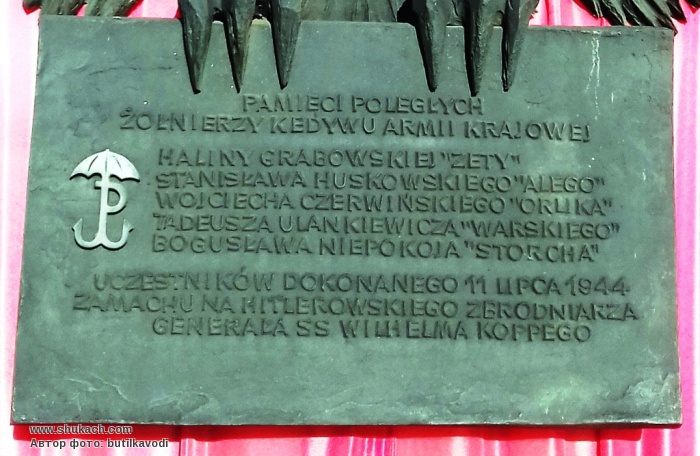 PAMIECI POLEGŁYCH
ŻOŁNIERZY KEDYWU ARMII KRAJOWEJ
HALINY GRABOWSKIEJ "ZETY"
STANISŁAWA HUSKOWSKIEGO "ALEGO"
WOJCIECHA CZERWIŃSKIEGO "ORLIKA"
TADEUSZA ULANKIEWICZA "WARSKIEGO"
BOGUSŁAWA NIEPOKOJA "STORCHA"
UCZESTNIKÓW DOKONANEGO 11 LIPCA 1944
ZAMACHU NA HITLEROWSKIEGO ZBRODNIARZA
GENERAŁA SS WILHELMA KOPPEGO
www.shukach.com
Автор фото: butilkavodi